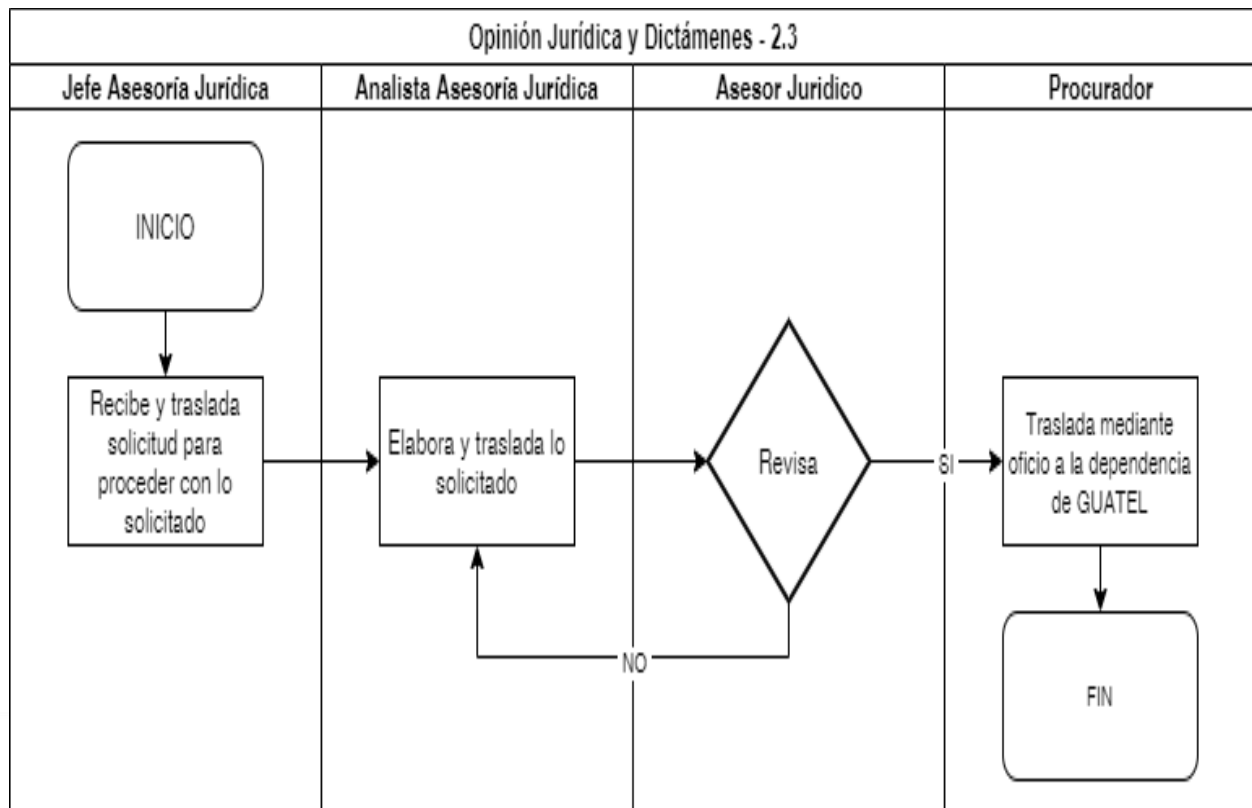 Opinión Jurídica y Dictámenes - 2.3
Jefe Asesoría Jurídica
Analista Asesoría Jurídica
Asesor Juridico
Procurador
INICIO
Recibe y traslada
solicitud para
proceder con lo
solicitado
Elabora y traslada lo
solicitado
Revisa
SI
NO
Traslada mediante
oficio a la dependencia
de GUATEL
FIN